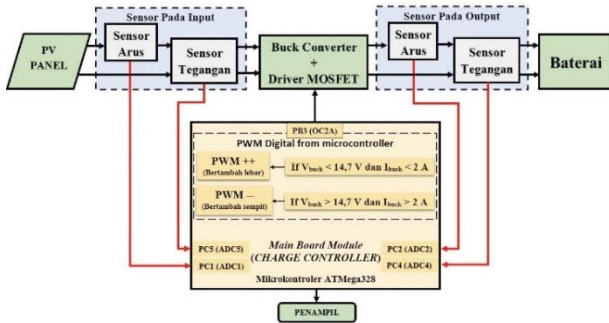 Sensor Pada Input
Sensor Pada Output
PV
PANEL
Sensor
Arus
Sensor
Tegangan
Buck Converter
+
Driver MOSFET
Sensor
Arus
Sensor
Tegangan
Baterai
PB3 (OC2A)
PWM Digital from microcontroller
PWM ++
(Bertambah lebar)
If Vbuck < 14,7 V dan Ibuck < 2 A
PWM –
(Bertambah sempit)
If Vbuck > 14,7 V dan Ibuck > 2 A
PC5 (ADC5)
PC1 (ADC1)
Main Board Module
(CHARGE CONTROLLER)
PC2 (ADC2)
PC4 (ADC4)
Mikrokontroler ATMega328
PENAMPIL